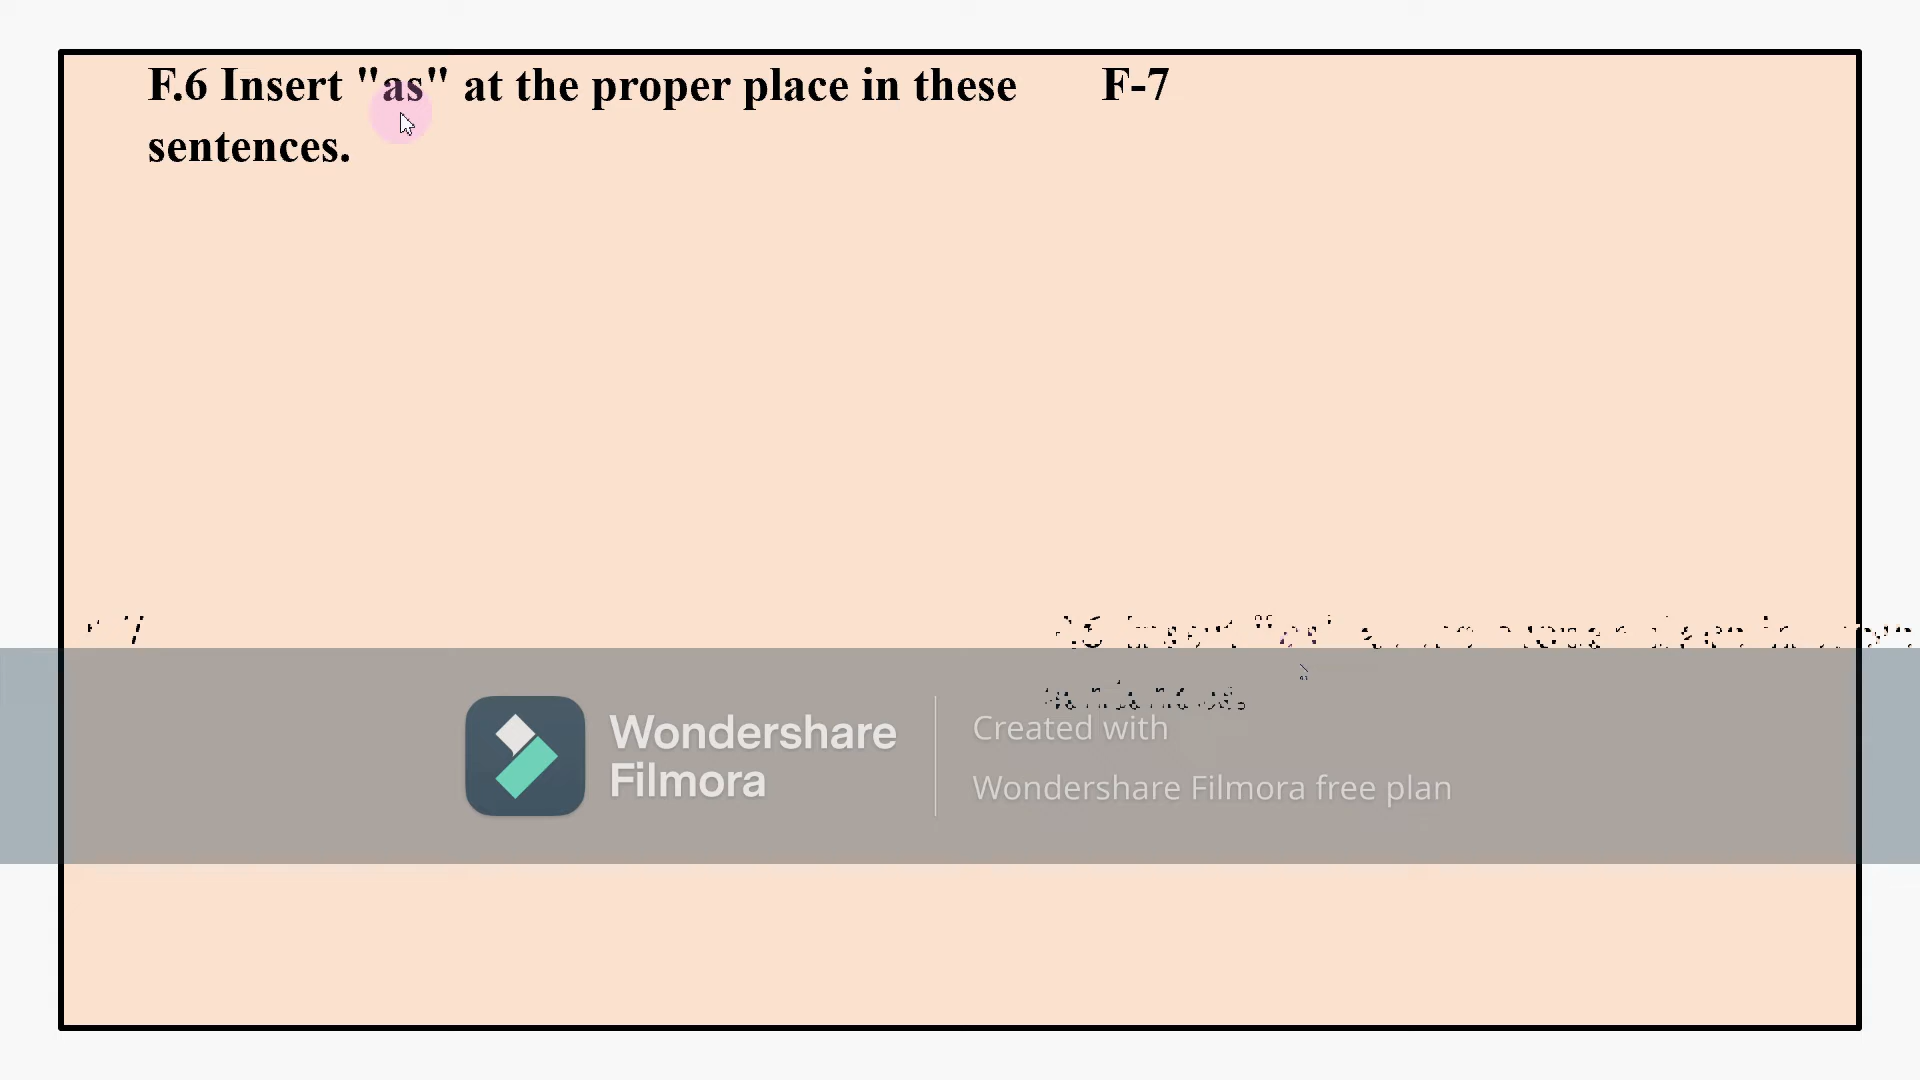 F.6 Insert "as" at the proper place in these
sentences.
F-7
Wondershare
Filmora
Created with
Wondershare Filmora free plan